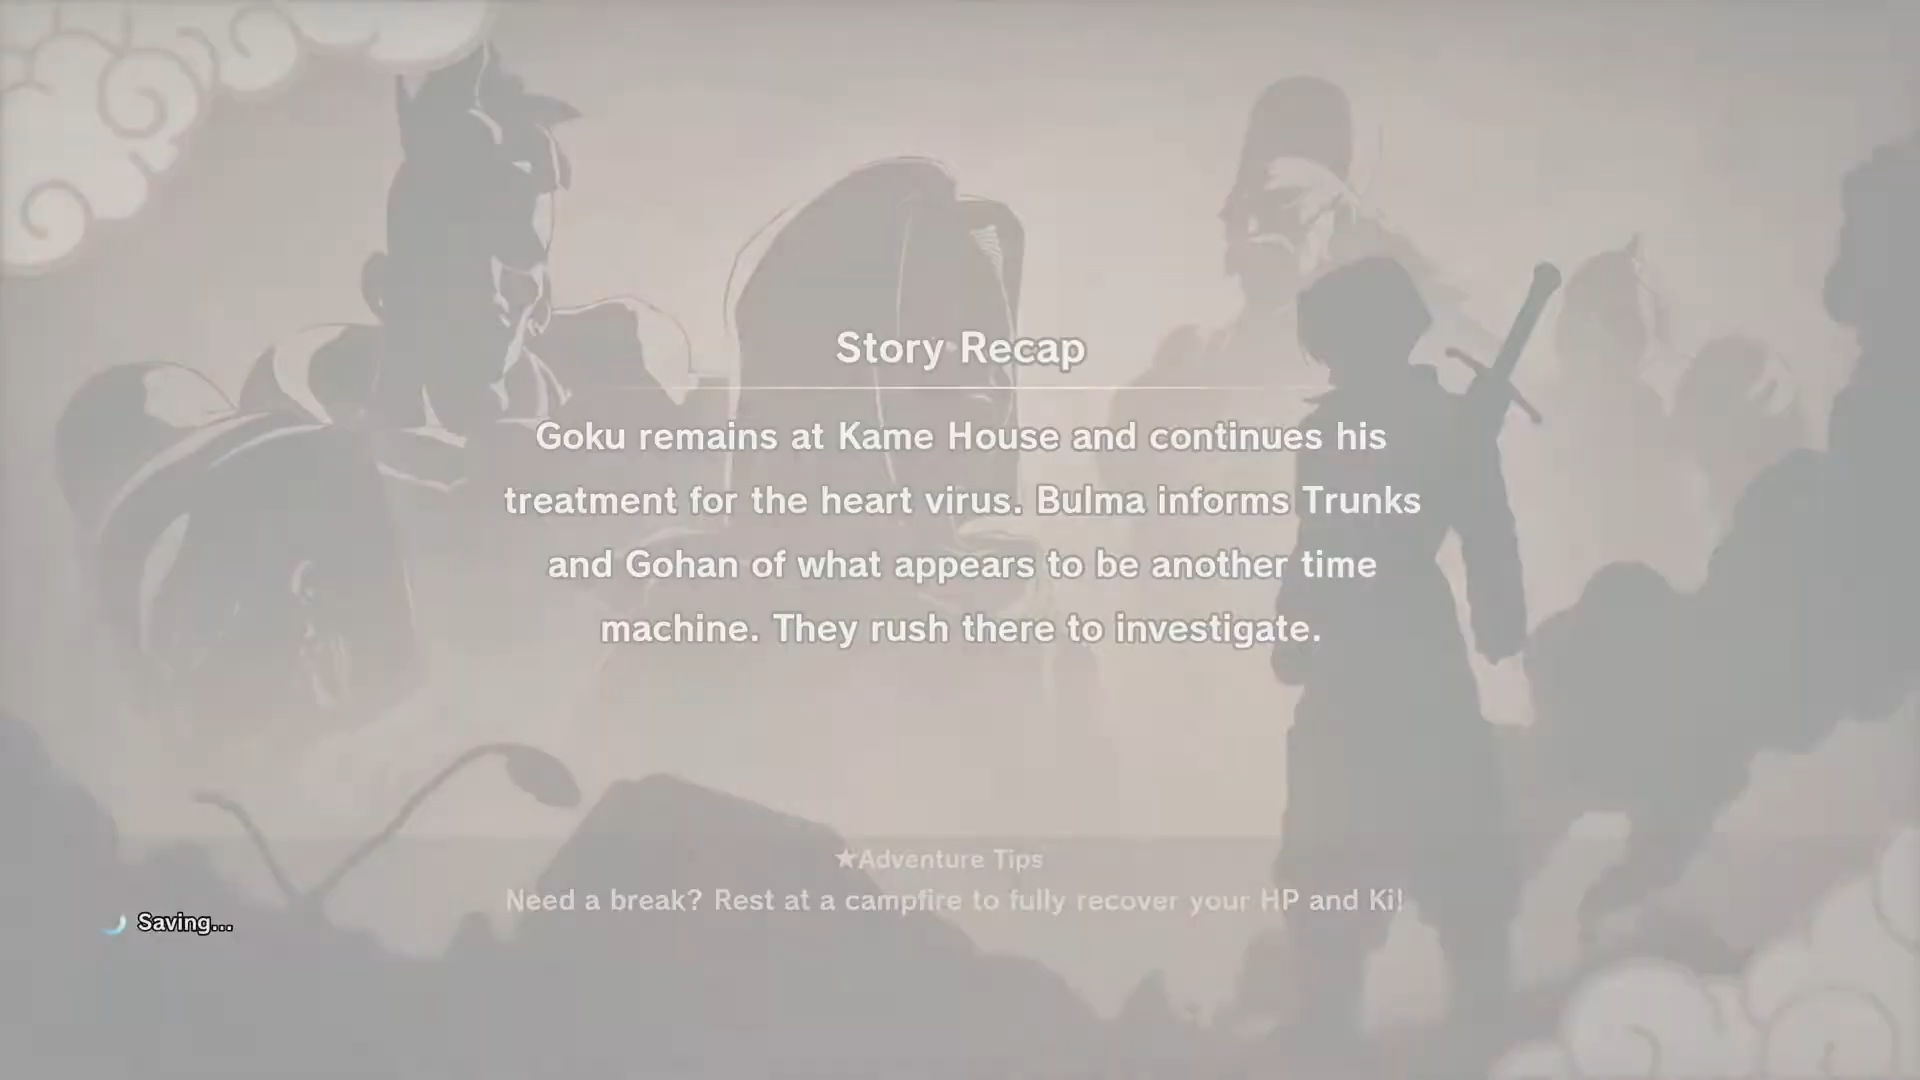 Story Recap
Goku remains at Kame House and continues his
treatment for the heart virus. Bulma informs Trunks
and Gohan of what appears to be another time
machine. They rush there to investigate.
★Adventure Tips
Need a break? Rest at a campfire to fully recover your HP and Ki!
Saving...